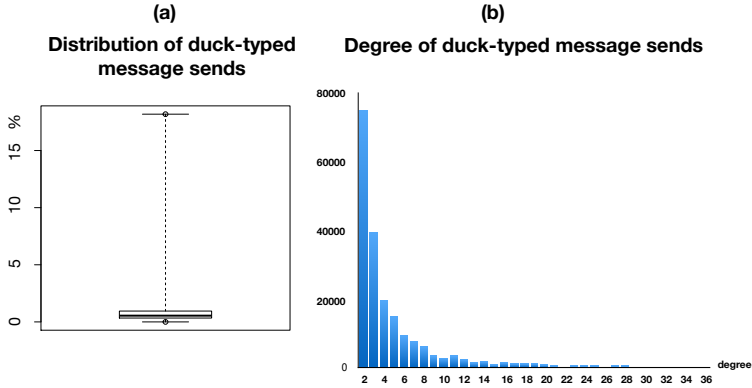 (a)
Distribution of duck-typed
message sends
%
15
10
5
0
(b)
Degree of duck-typed message sends
80000
60000
40000
20000
0
degree
2 4 6 8 10 11 12 14 16 18 20 22 24 26 28 30 32 34 36